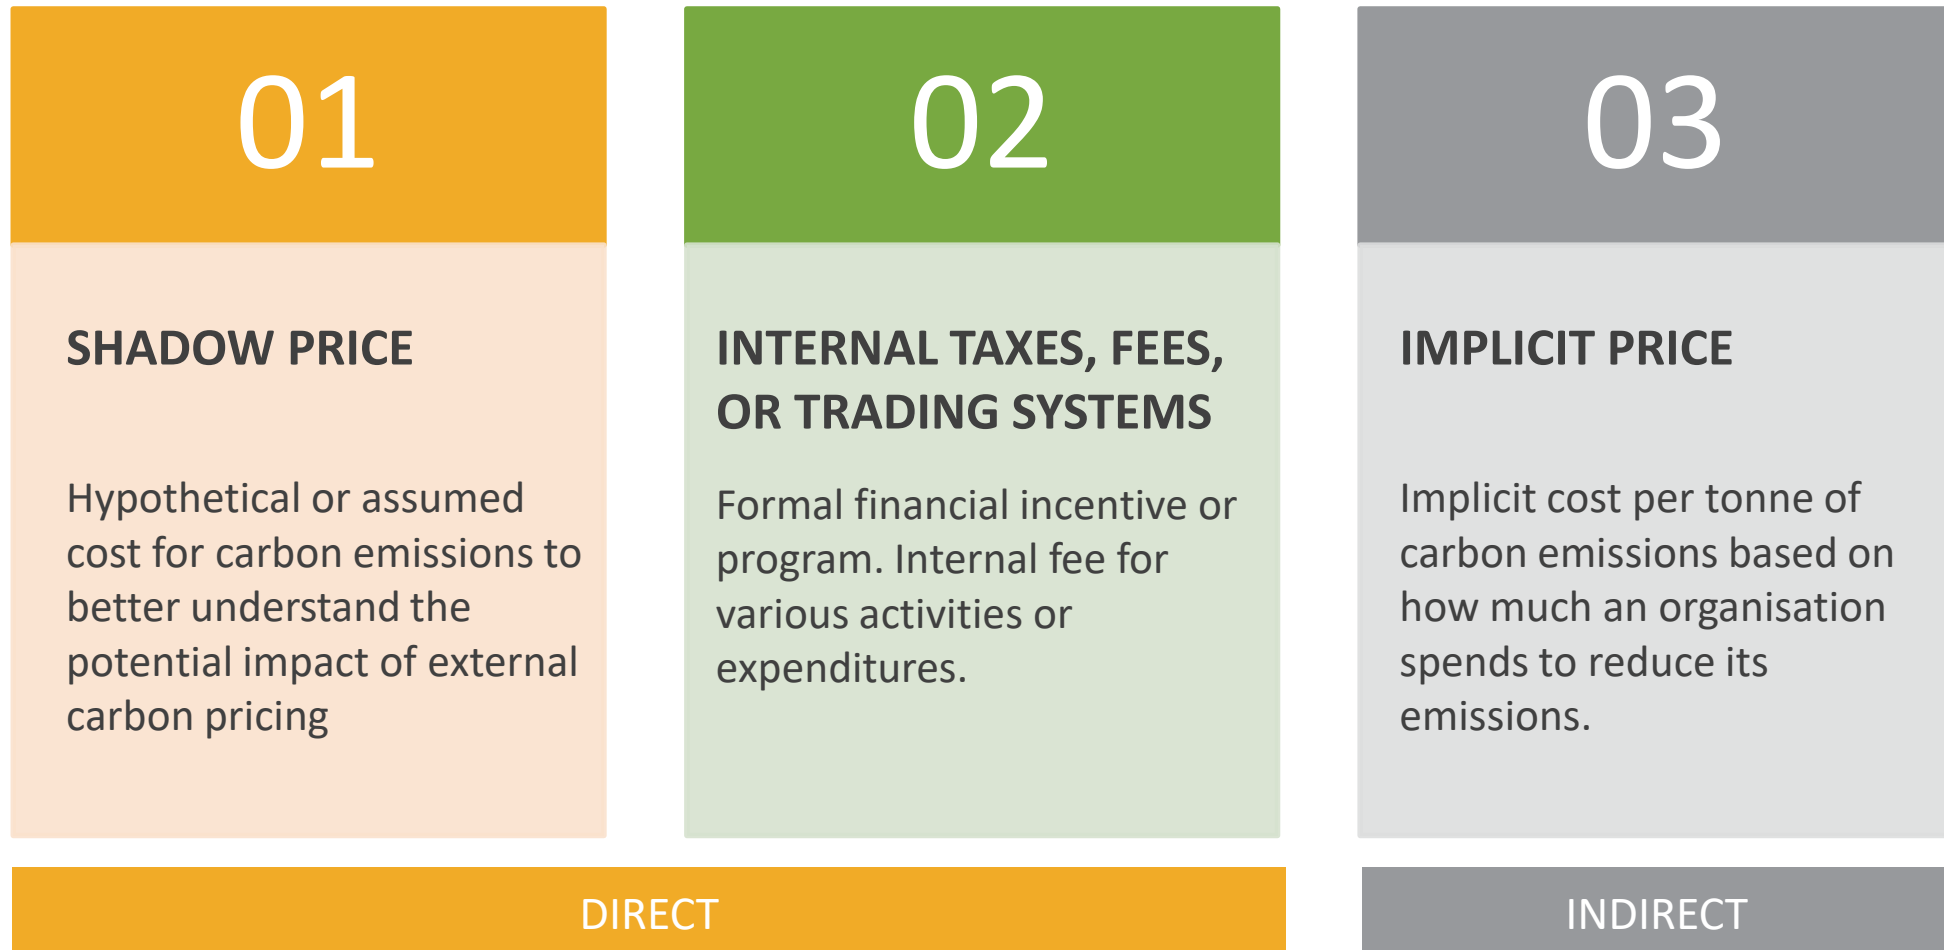 01
SHADOW PRICE
Hypothetical or assumed
cost for carbon emissions to
better understand the
potential impact of external
carbon pricing
02
INTERNAL TAXES, FEES,
OR TRADING SYSTEMS
Formal financial incentive or
program. Internal fee for
various activities or
expenditures.
03
IMPLICIT PRICE
Implicit cost per tonne of
carbon emissions based on
how much an organisation
spends to reduce its
emissions.
DIRECT
INDIRECT